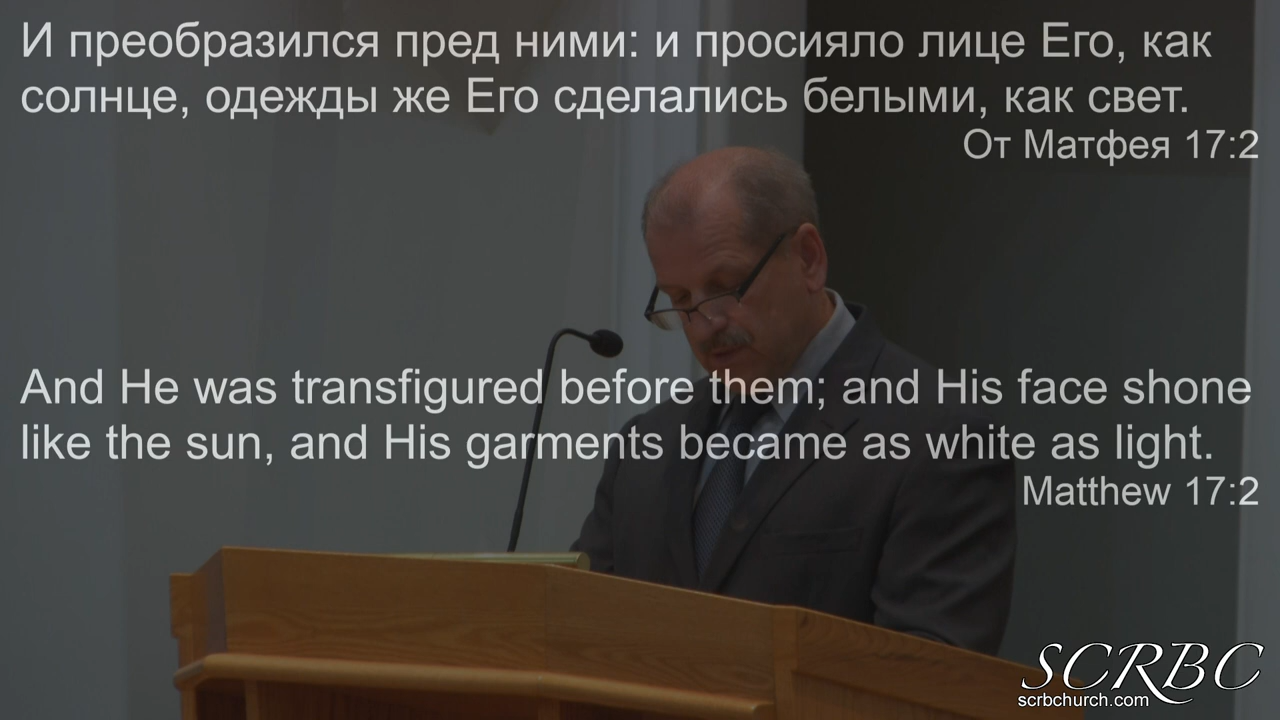 И преобразился пред ними: и просияло лице Его, как
солнце, одежды же Его сделались белыми, как свет.
От Матфея 17:2
And He was transfigured before them; and His face shone
like the sun, and His garments became as white as light.
Matthew 17:2
SCRBC
scrbchurch.com